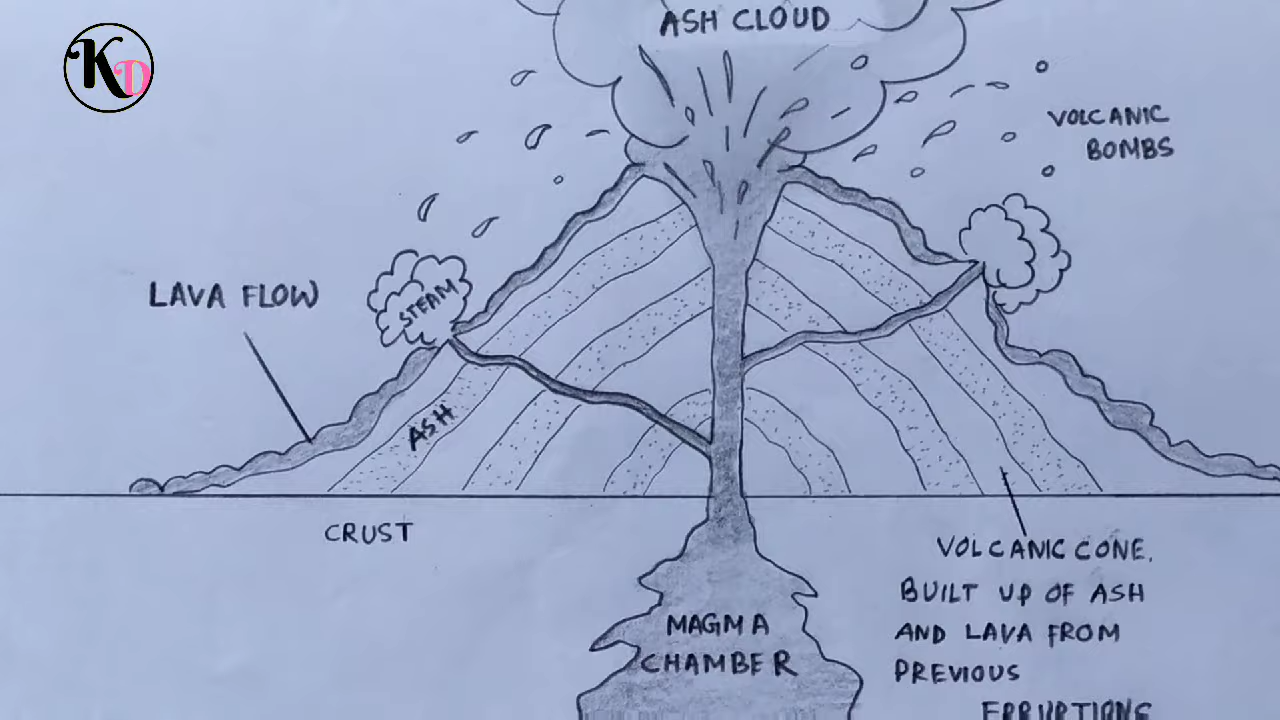 KD
ASH CLOUD
VOLCANIC
BOMBS
LAVA FLOW
STEAM
ASH
CRUST
VOLCANIC CONE.
BUILT UP OF ASH
AND LAVA FROM
PREVIOUS
ERRUPTIONS
MAGMA
CHAMBER